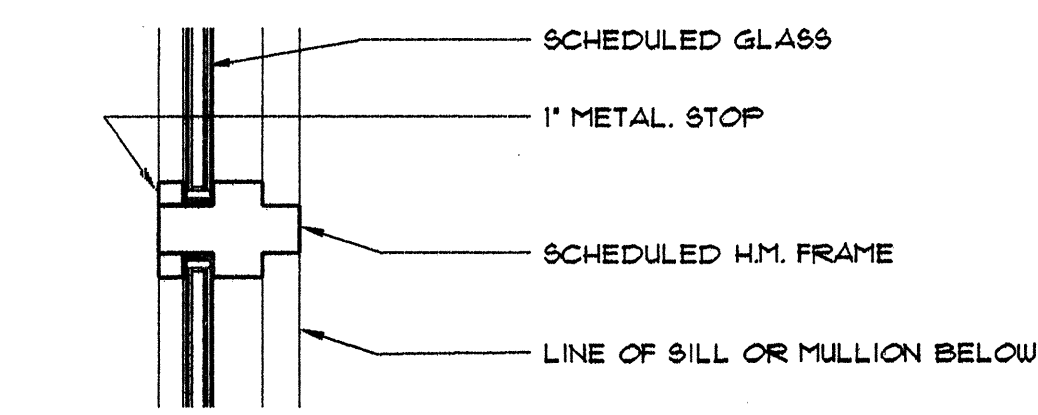 SCHEDULED GLASS
1" METAL. STOP
SCHEDULED H.M. FRAME
LINE OF SILL OR MULLION BELOW